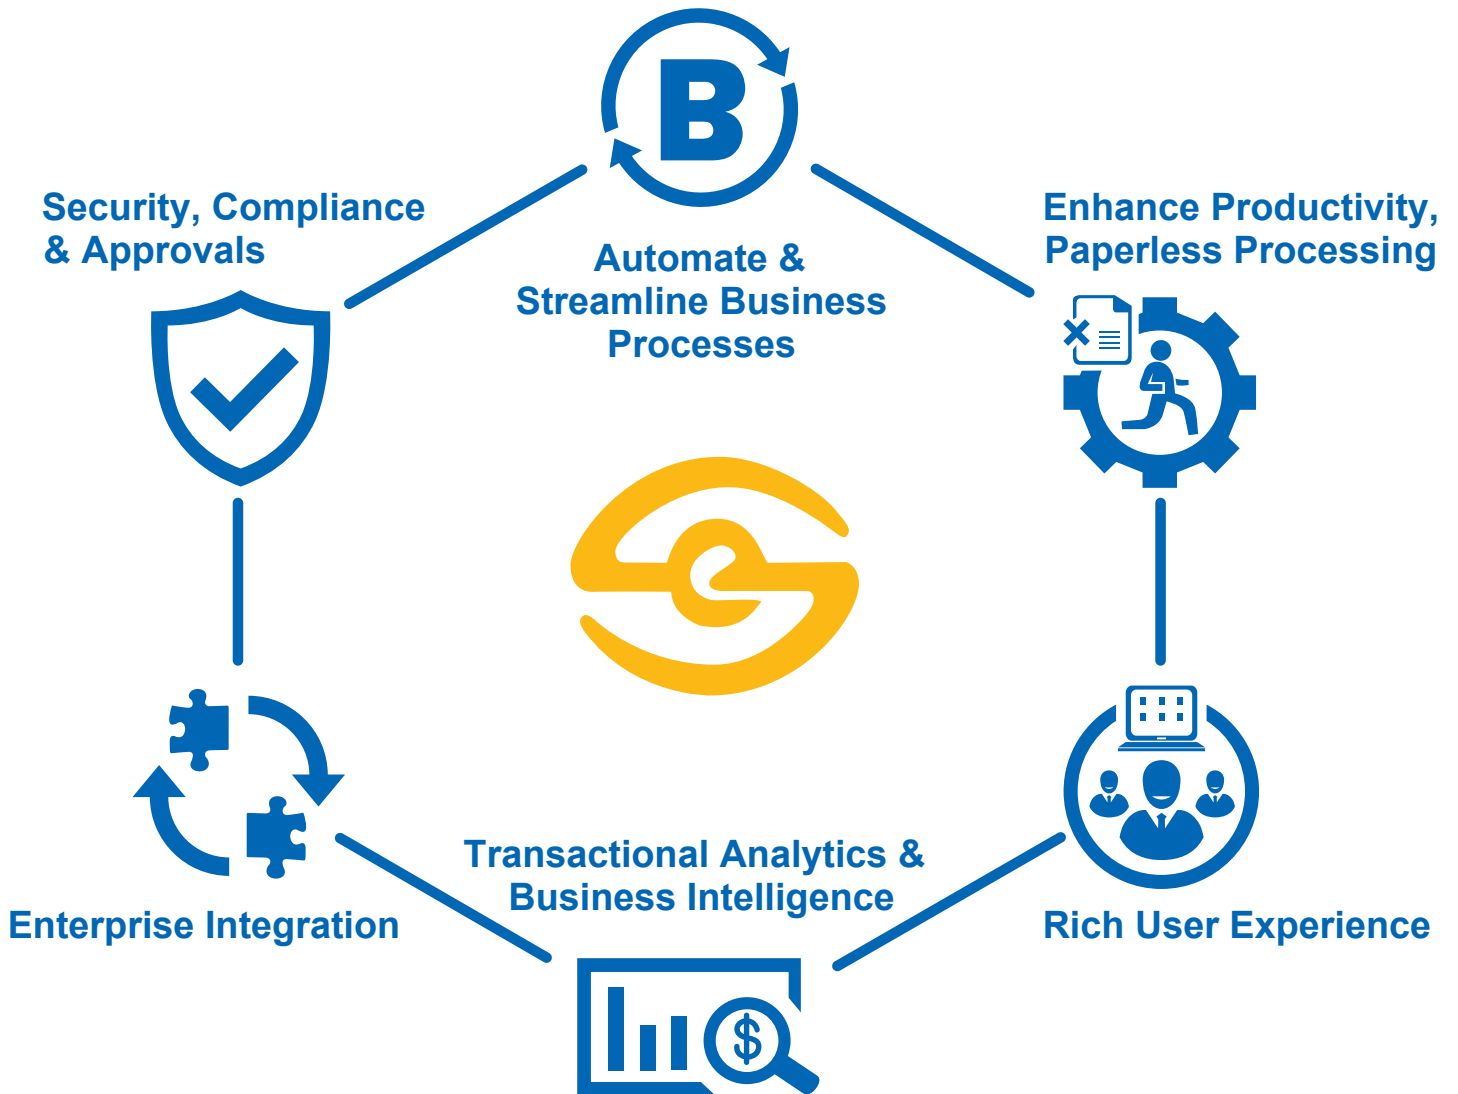 B
Security, Compliance
& Approvals
Automate &
Streamline Business
Processes
Enhance Productivity,
Paperless Processing
Transactional Analytics &
Business Intelligence
Enterprise Integration
Rich User Experience
$